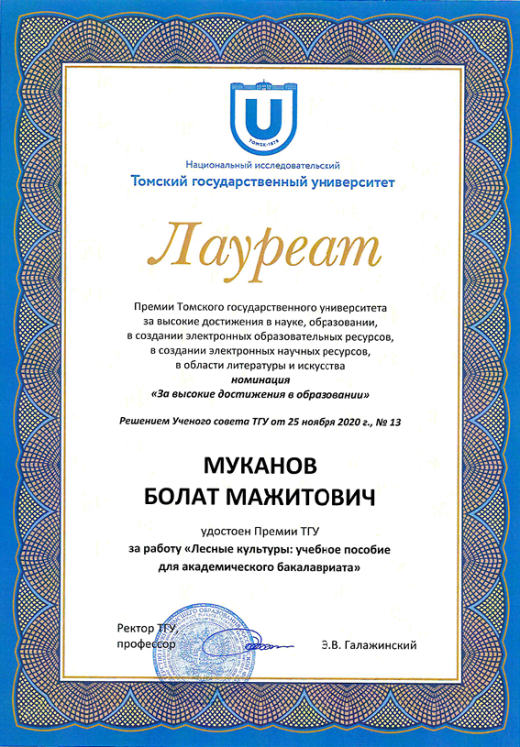 U
ТОМСК·1878
Национальный исследовательский
Томский государственный университет
Лауреат
Премии Томского государственного университета
за высокие достижения в науке, образовании,
в создании электронных образовательных ресурсов,
в создании электронных научных ресурсов,
в области литературы и искусства
номинация
«За высокие достижения в образовании»
Решением Ученого совета ТГУ от 25 ноября 2020 г., № 13
МУКАНОВ
БОЛАТ МАЖИТОВИЧ
удостоен Премии ТГУ
за работу «Лесные культуры: учебное пособие
для академического бакалавриата»
Ректор ТГУ,
профессор
Э.В. Галажинский